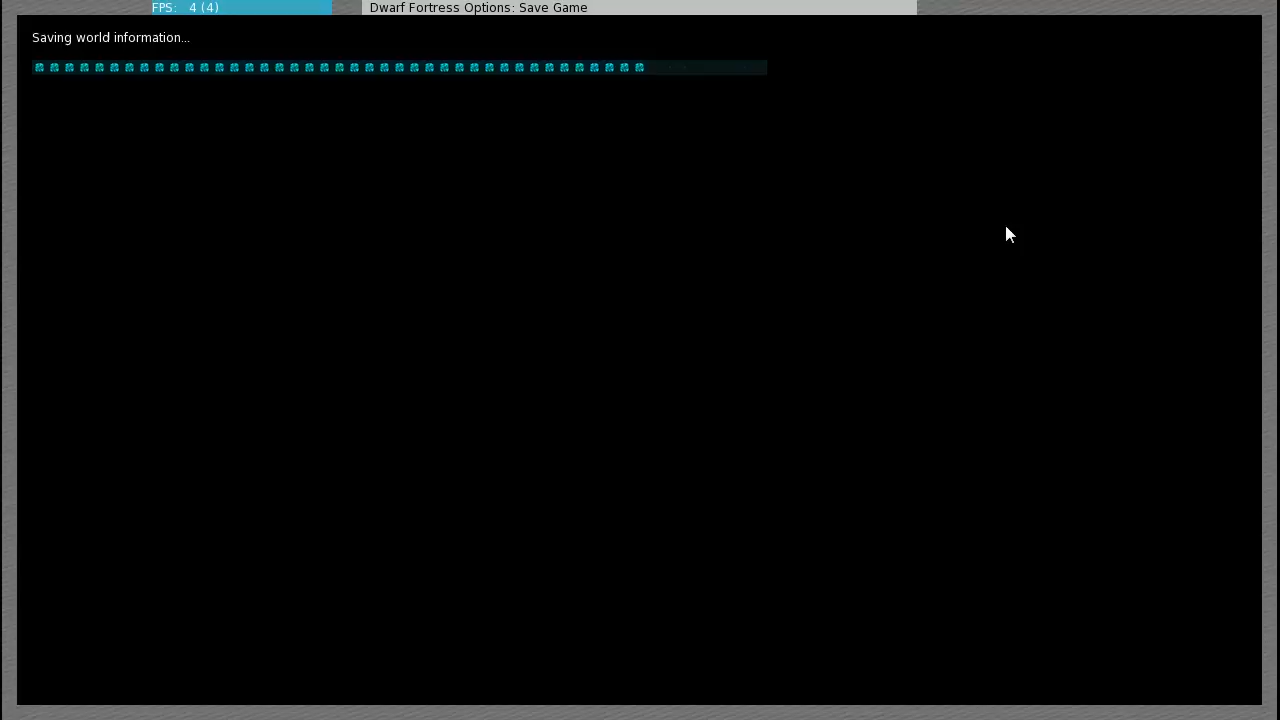 FPS: 4 (4)
Dwarf Fortress Options: Save Game
Saving world information...